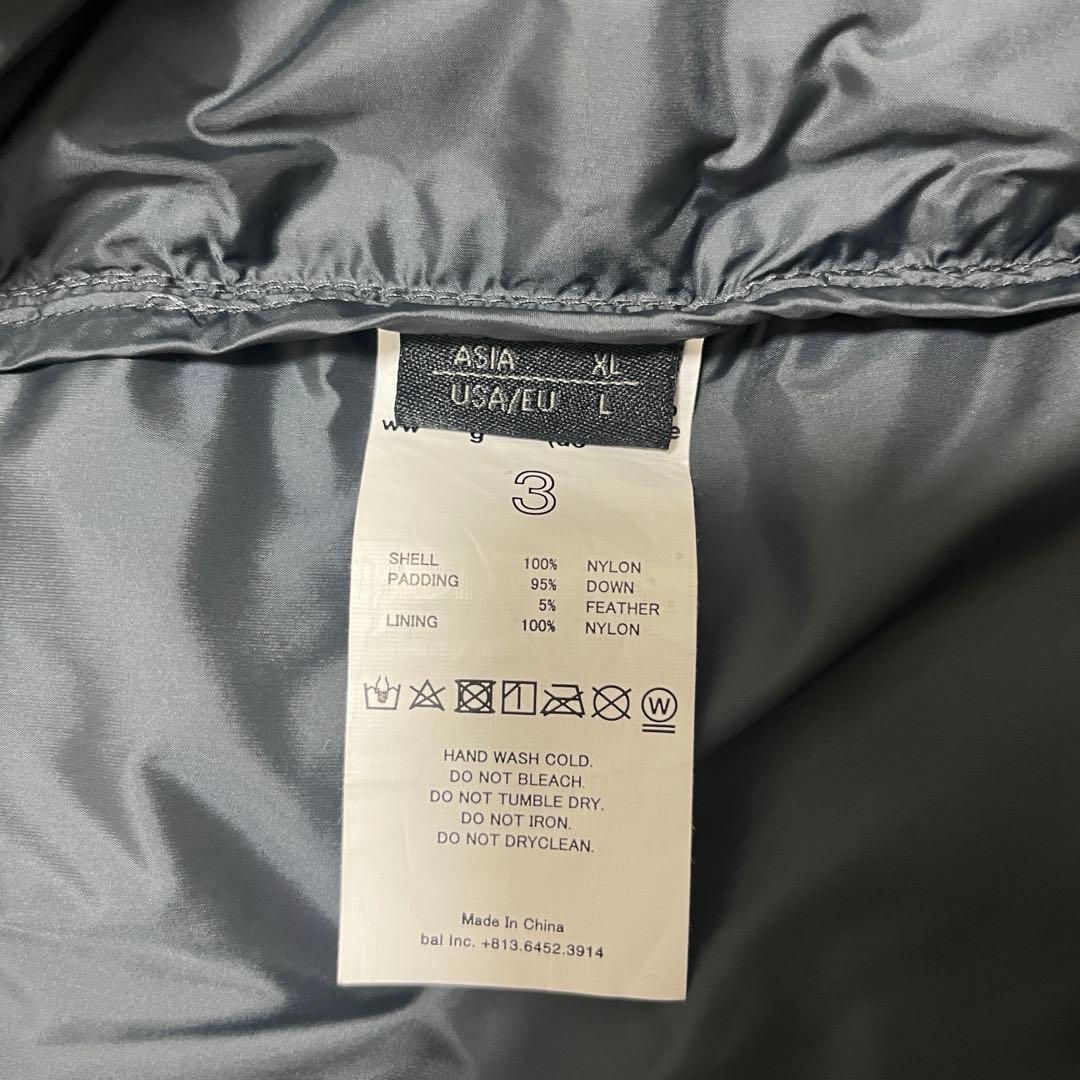 ASIA XL
USA/EU L
3
SHELL 100% NYLON
PADDING 95% DOWN
5% FEATHER
LINING 100% NYLON
W
HAND WASH COLD.
DO NOT BLEACH.
DO NOT TUMBLE DRY.
DO NOT IRON.
DO NOT DRYCLEAN.
Made In China
bal Inc. +813.6452.3914